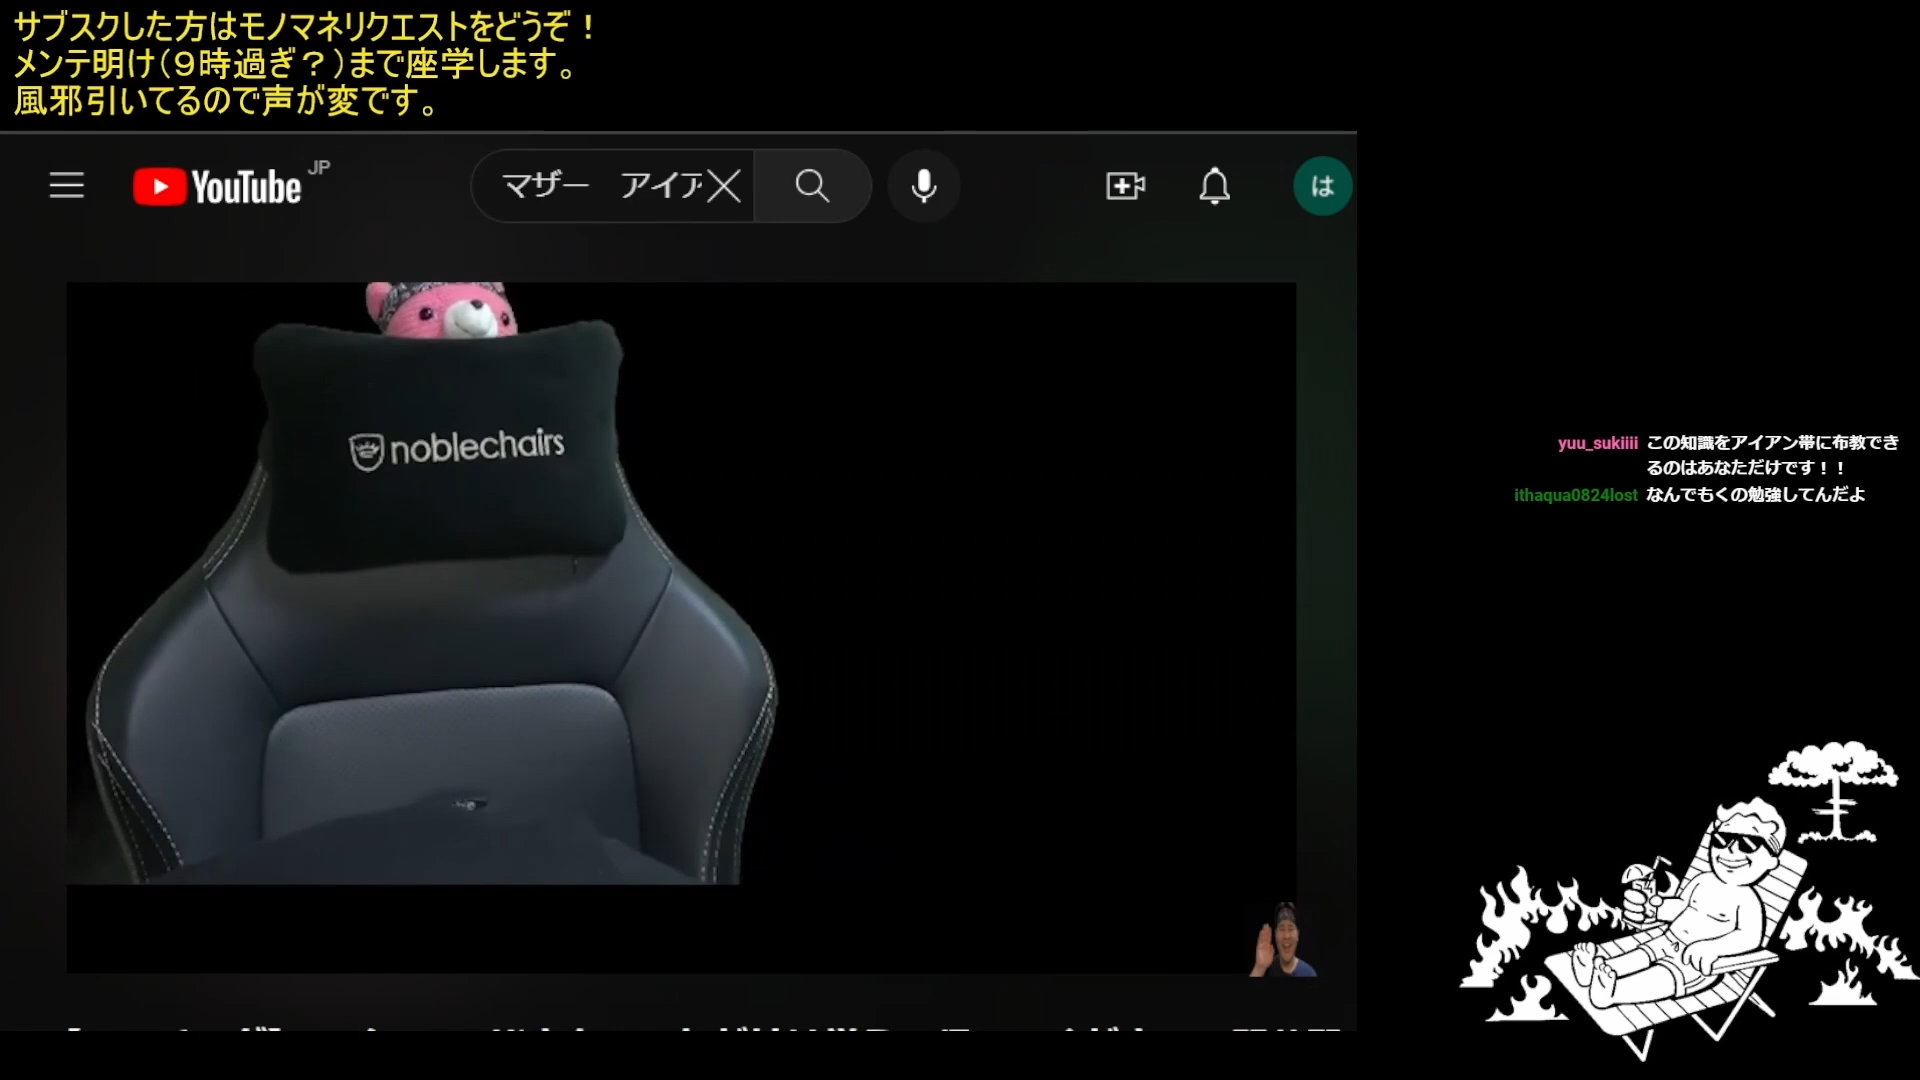 サブスクした方はモノマネリクエストをどうぞ！
メンテ明け（９時過ぎ？）まで座学します。
風邪引いてるので声が変です。
YouTube JP
マザー　アイア
は
noblechairs
yuu_sukiiii この知識をアイアン帯に布教でき
るのはあなただけです！！
ithaqua0824lost なんでもくの勉強してんだよ